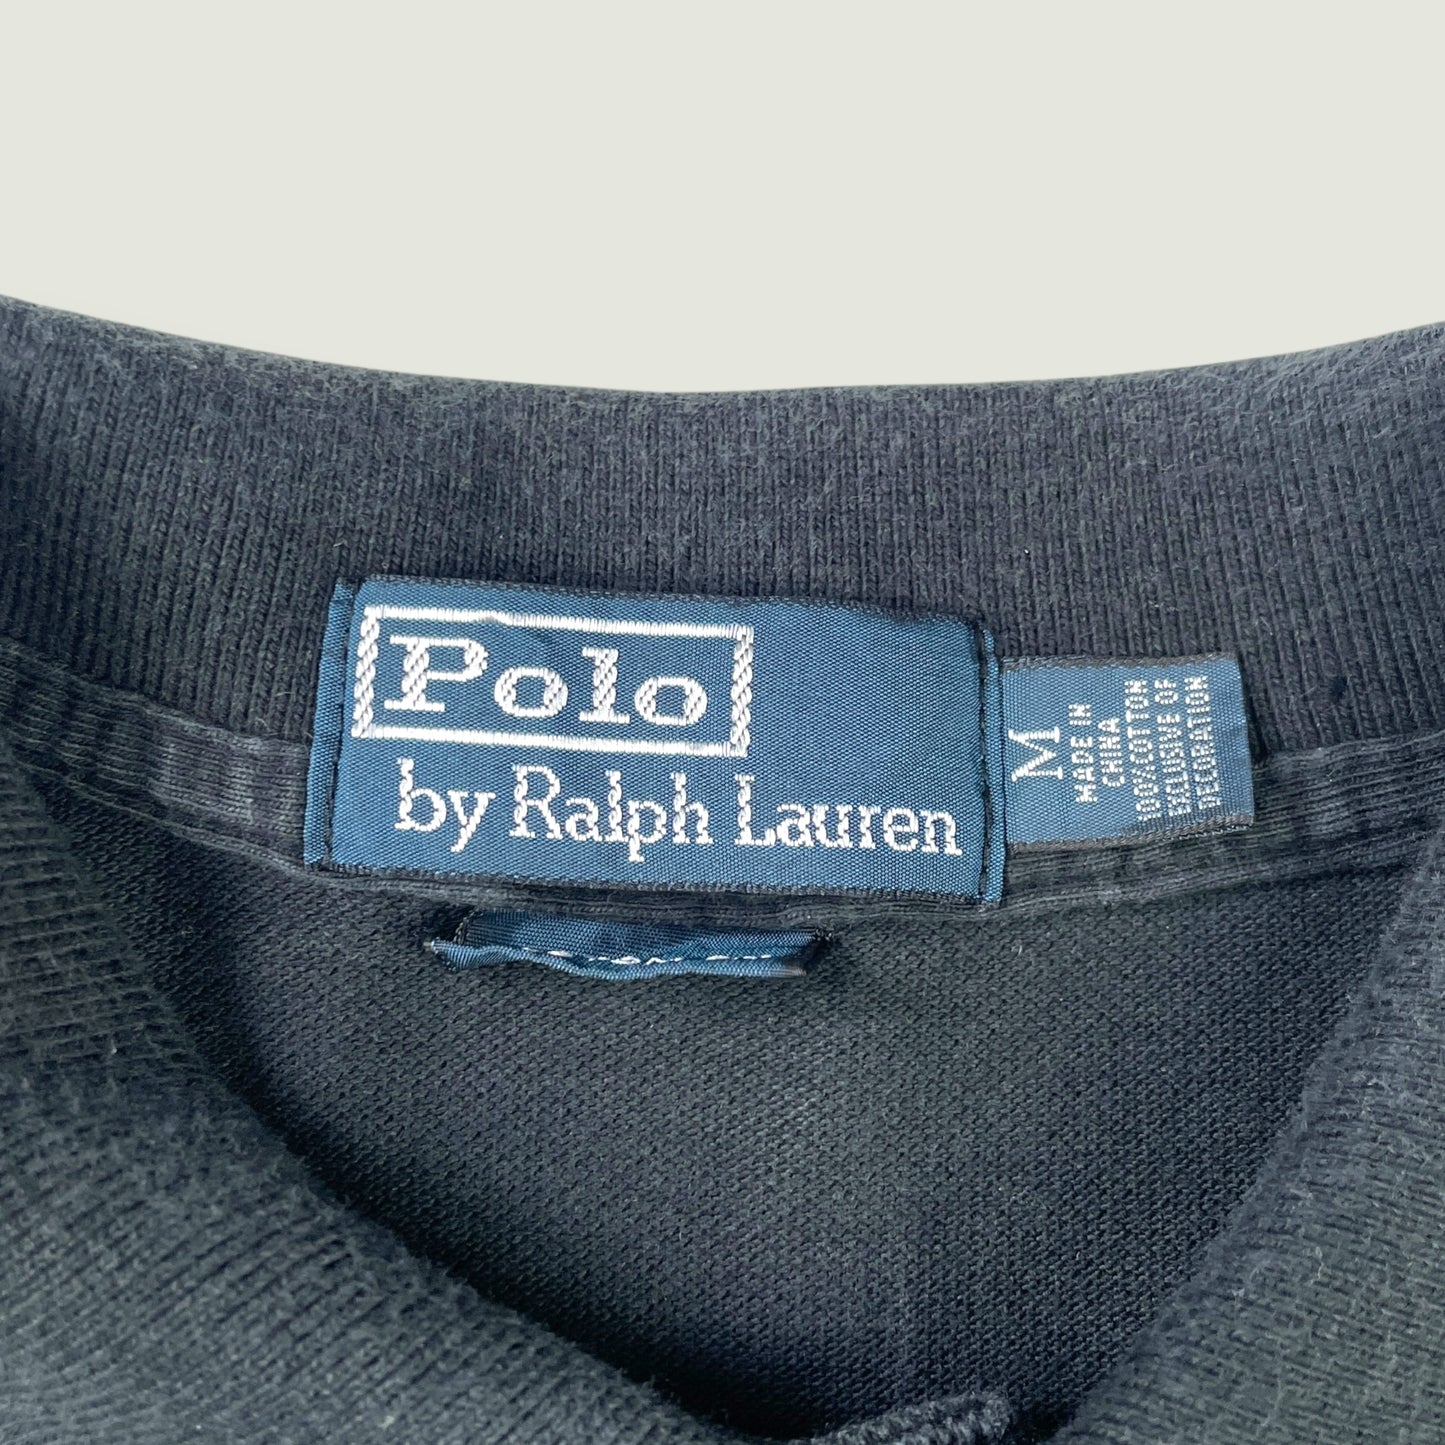 Polo
by Ralph Lauren
M
MADE IN
CHINA
100% COTTON
EXCLUSIVE OF
DECORATION